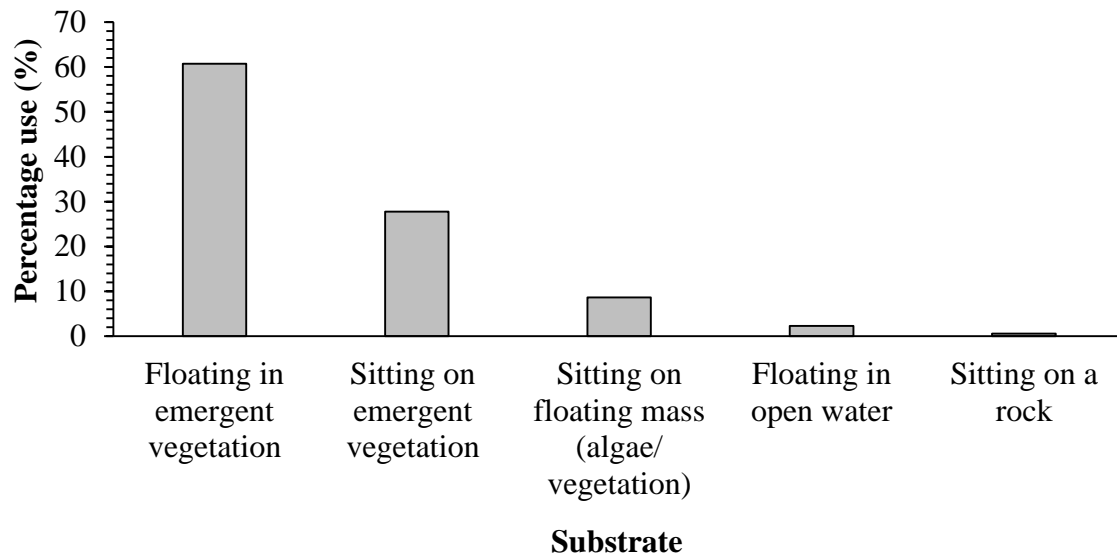 Percentage use (%)
70
60
50
40
30
20
10
0
Floating in
emergent
vegetation
Sitting on
emergent
vegetation
Sitting on
floating mass
(algae/
vegetation)
Floating in
open water
Sitting on a
rock
Substrate